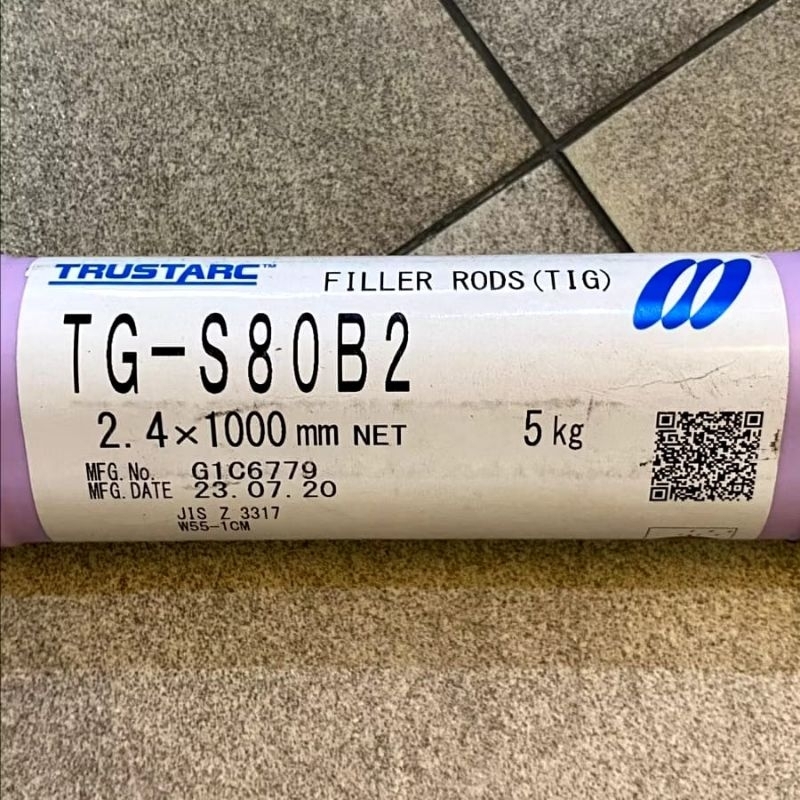 TRUSTARC™ FILLER RODS(TIG)
TG-S80B2
2.4×1000mm NET 5kg
MFG.No. G1C6779
MFG.DATE 23.07.20
JIS Z 3317
W55-1CM